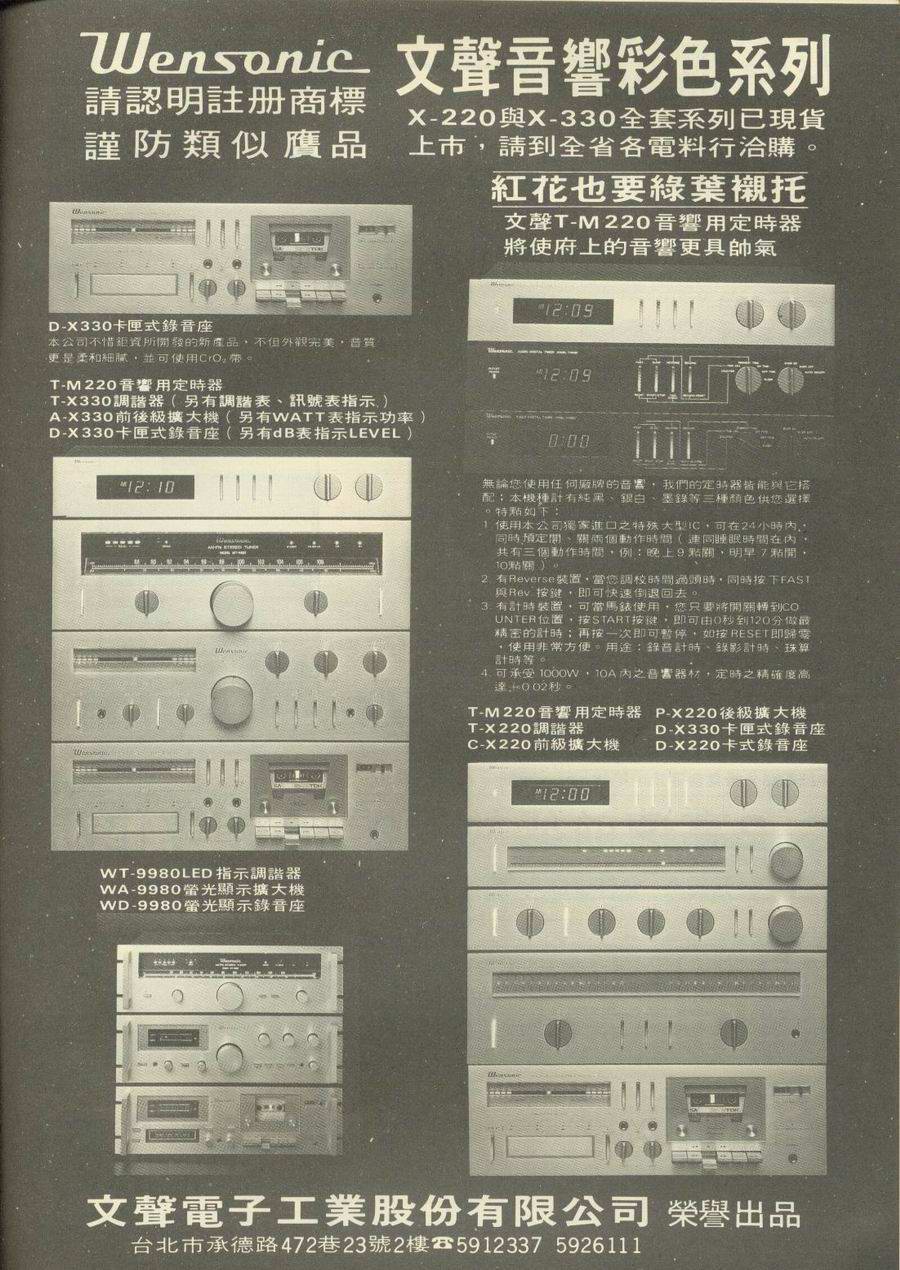 Wensonic
請認明註册商標
謹防類似贋品
文聲音響彩色系列
X-220與X-330全套系列已現貨
上市，請到全省各電料行洽購。
紅花也要綠葉襯托
文聲T-M220音響用定時器
將使府上的音響更具帥氣
D-X330卡匣式錄音座
本公司不惜鉅資所開發的新產品，不但外觀完美，音質
更是柔和細膩，並可使用CrO₂帶。
T-M220音響用定時器
T-X330調諧器（另有調諧表、訊號表指示）
A-X330前後級擴大機（另有WATT表指示功率）
D-X330卡匣式錄音座（另有dB表指示LEVEL）
12:10
WT-9980LED指示調諧器
WA-9980螢光顯示擴大機
WD-9980螢光顯示錄音座
12:09
12:09
0:00
無論您使用任何廠牌的音響，我們的定時器皆能與它搭
配；本機種計有純黑、銀白、墨錄等三種顏色供您選擇
。特點如下：
1 使用本公司獨家進口之特殊大型IC，可在24小時內，
同時預定開、關兩個動作時間（連同睡眠時間在內，
共有三個動作時間，例：晚上9點關，明早7點開，
10點關）。
2 有Reverse裝置，當您調校時間過頭時，同時按下FAST
與Rev.按鍵，即可快速倒退回去。
3 有計時裝置，可當馬錶使用，您只要將開關轉到CO
UNTER位置，按START按鍵，即可由0秒到120分做最
精密的計時；再按一次即可暫停，如按RESET即歸零
，使用非常方便。用途：錄音計時、錄影計時、珠算
計時等。
4 可承受1000W，10A內之音響器材，定時之精確度高
達±0.02秒。
T-M220音響用定時器 P-X220後級擴大機
T-X220調諧器 D-X330卡匣式錄音座
C-X220前級擴大機 D-X220卡式錄音座
12:00
文聲電子工業股份有限公司 榮譽出品
台北市承德路472巷23號2樓☎5912337 5926111